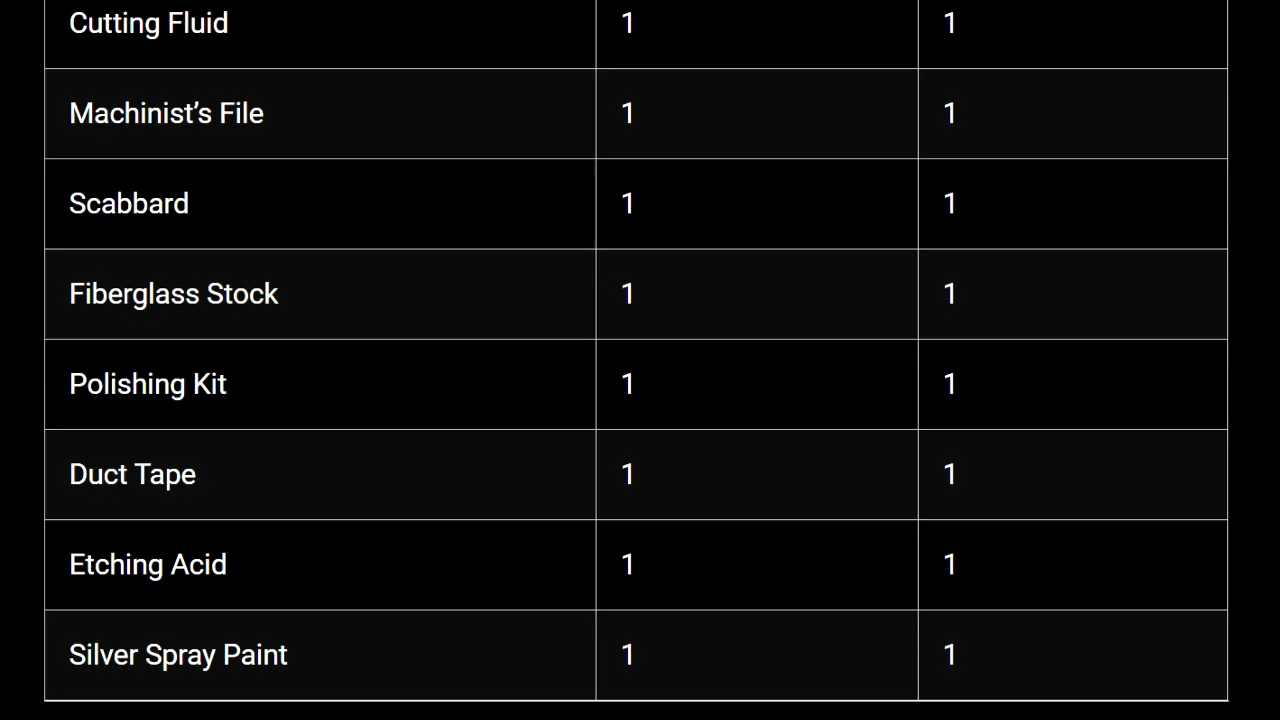 Cutting Fluid 1 1
Machinist’s File 1 1
Scabbard 1 1
Fiberglass Stock 1 1
Polishing Kit 1 1
Duct Tape 1 1
Etching Acid 1 1
Silver Spray Paint 1 1